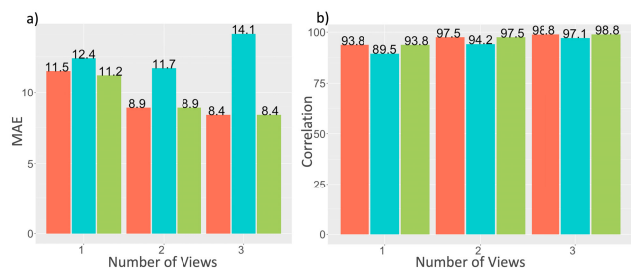 a)
11.5 12.4 11.2 8.9 11.7 8.9 8.4 14.1 8.4
10
5
0
MAE
1 2 3
Number of Views
b)
93.8 89.5 93.8 97.5 94.2 97.5 98.8 97.1 98.8
100
75
50
25
0
Correlation
1 2 3
Number of Views